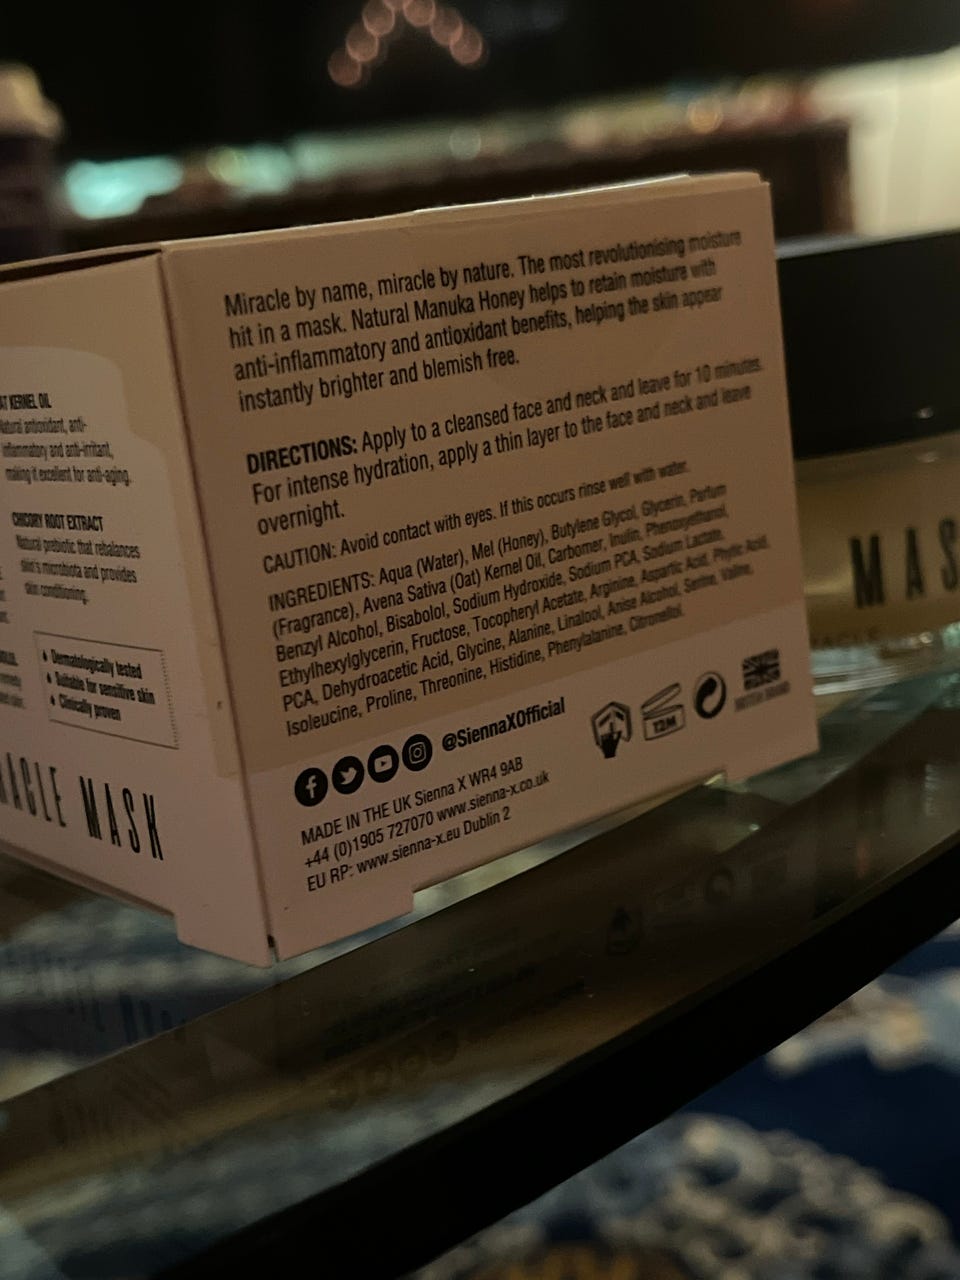 AT KERNEL OIL
Natural antioxidant, anti-
inflammatory and anti-irritant,
making it excellent for anti-aging.
CHICORY ROOT EXTRACT
Natural prebiotic that rebalances
skin's microbiota and provides
skin conditioning.
• Dermatologically tested
• Suitable for sensitive skin
• Clinically proven
RACLE MASK
Miracle by name, miracle by nature. The most revolutionising moisture
hit in a mask. Natural Manuka Honey helps to retain moisture with
anti-inflammatory and antioxidant benefits, helping the skin appear
instantly brighter and blemish free.
DIRECTIONS: Apply to a cleansed face and neck and leave for 10 minutes.
For intense hydration, apply a thin layer to the face and neck and leave
overnight.
CAUTION: Avoid contact with eyes. If this occurs rinse well with water.
INGREDIENTS: Aqua (Water), Mel (Honey), Butylene Glycol, Glycerin, Parfum
(Fragrance), Avena Sativa (Oat) Kernel Oil, Carbomer, Inulin, Phenoxyethanol,
Benzyl Alcohol, Bisabolol, Sodium Hydroxide, Sodium PCA, Sodium Lactate,
Ethylhexylglycerin, Fructose, Tocopheryl Acetate, Arginine, Aspartic Acid, Phytic Acid,
PCA, Dehydroacetic Acid, Glycine, Alanine, Linalool, Anise Alcohol, Serine, Valine,
Isoleucine, Proline, Threonine, Histidine, Phenylalanine, Citronellol.
@SiennaXOfficial
12M
MADE IN THE UK Sienna X WR4 9AB
+44 (0)1905 727070 www.sienna-x.co.uk
EU RP: www.sienna-x.eu Dublin 2
MAS